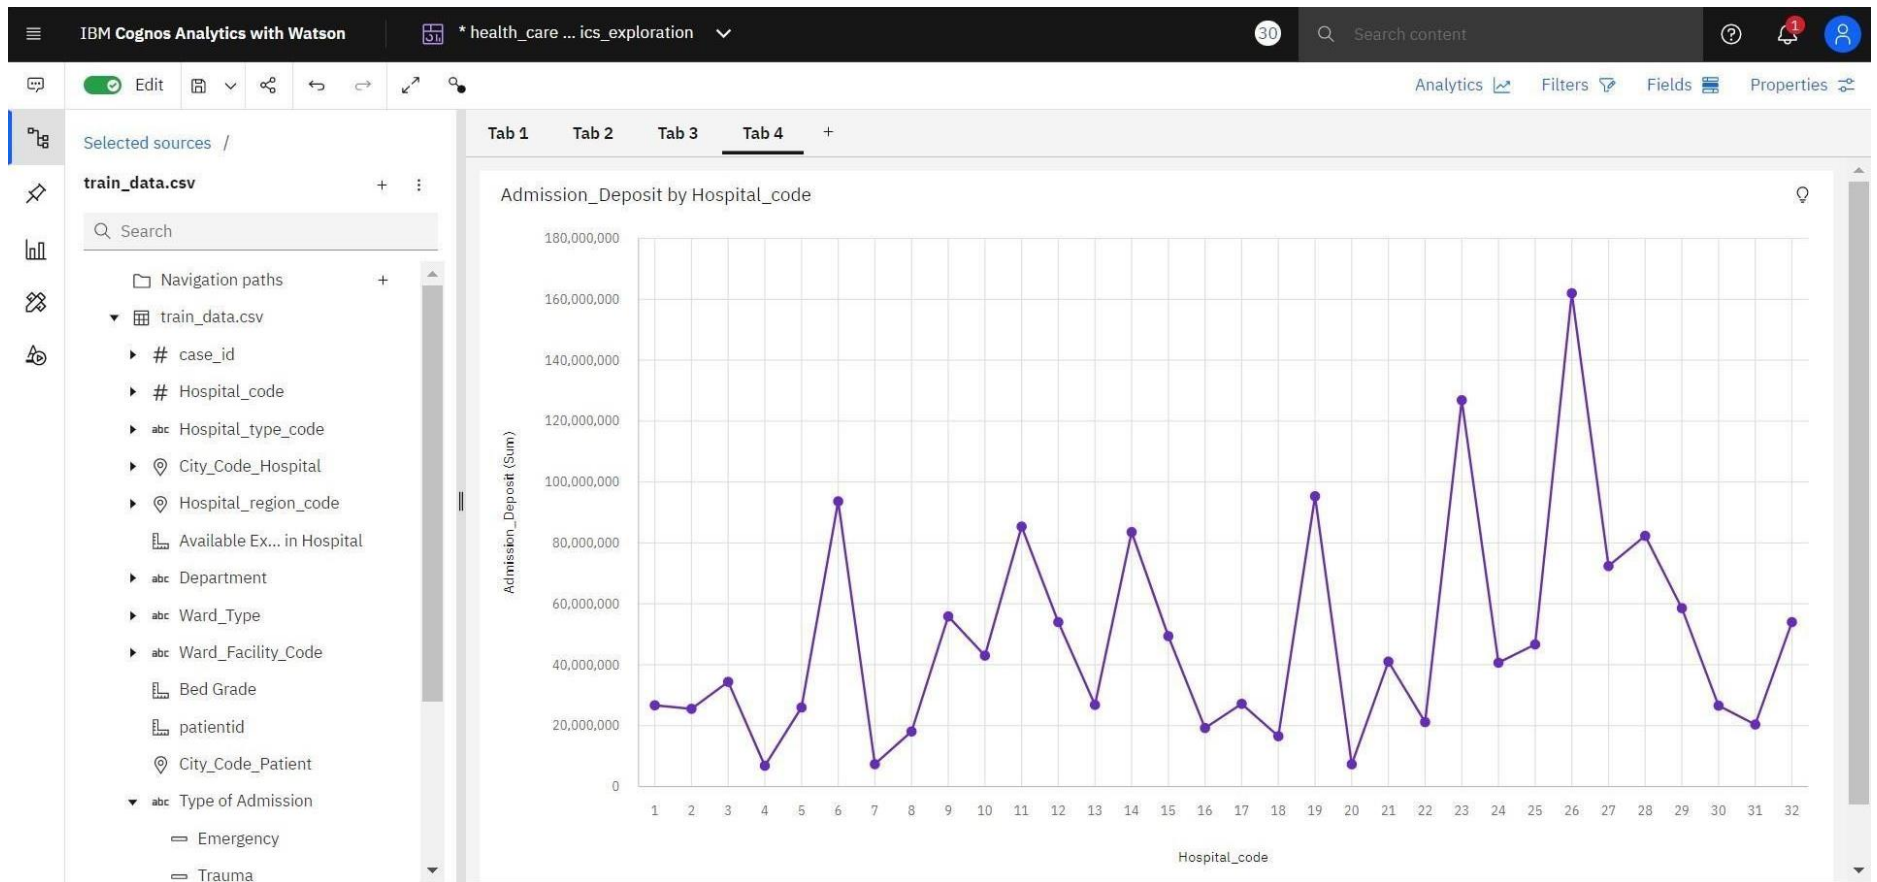 IBM Cognos Analytics with Watson
* health_care ... ics_exploration
30
Search content
1
Edit
Analytics
Filters
Fields
Properties
Selected sources /
train_data.csv
Search
Navigation paths
train_data.csv
# case_id
# Hospital_code
abc Hospital_type_code
City_Code_Hospital
Hospital_region_code
Available Ex... in Hospital
abc Department
abc Ward_Type
abc Ward_Facility_Code
Bed Grade
patientid
City_Code_Patient
abc Type of Admission
Emergency
Trauma
Tab 1 Tab 2 Tab 3 Tab 4 +
Admission_Deposit by Hospital_code
Admission_Deposit (Sum)
180,000,000
160,000,000
140,000,000
120,000,000
100,000,000
80,000,000
60,000,000
40,000,000
20,000,000
0
1 2 3 4 5 6 7 8 9 10 11 12 13 14 15 16 17 18 19 20 21 22 23 24 25 26 27 28 29 30 31 32
Hospital_code